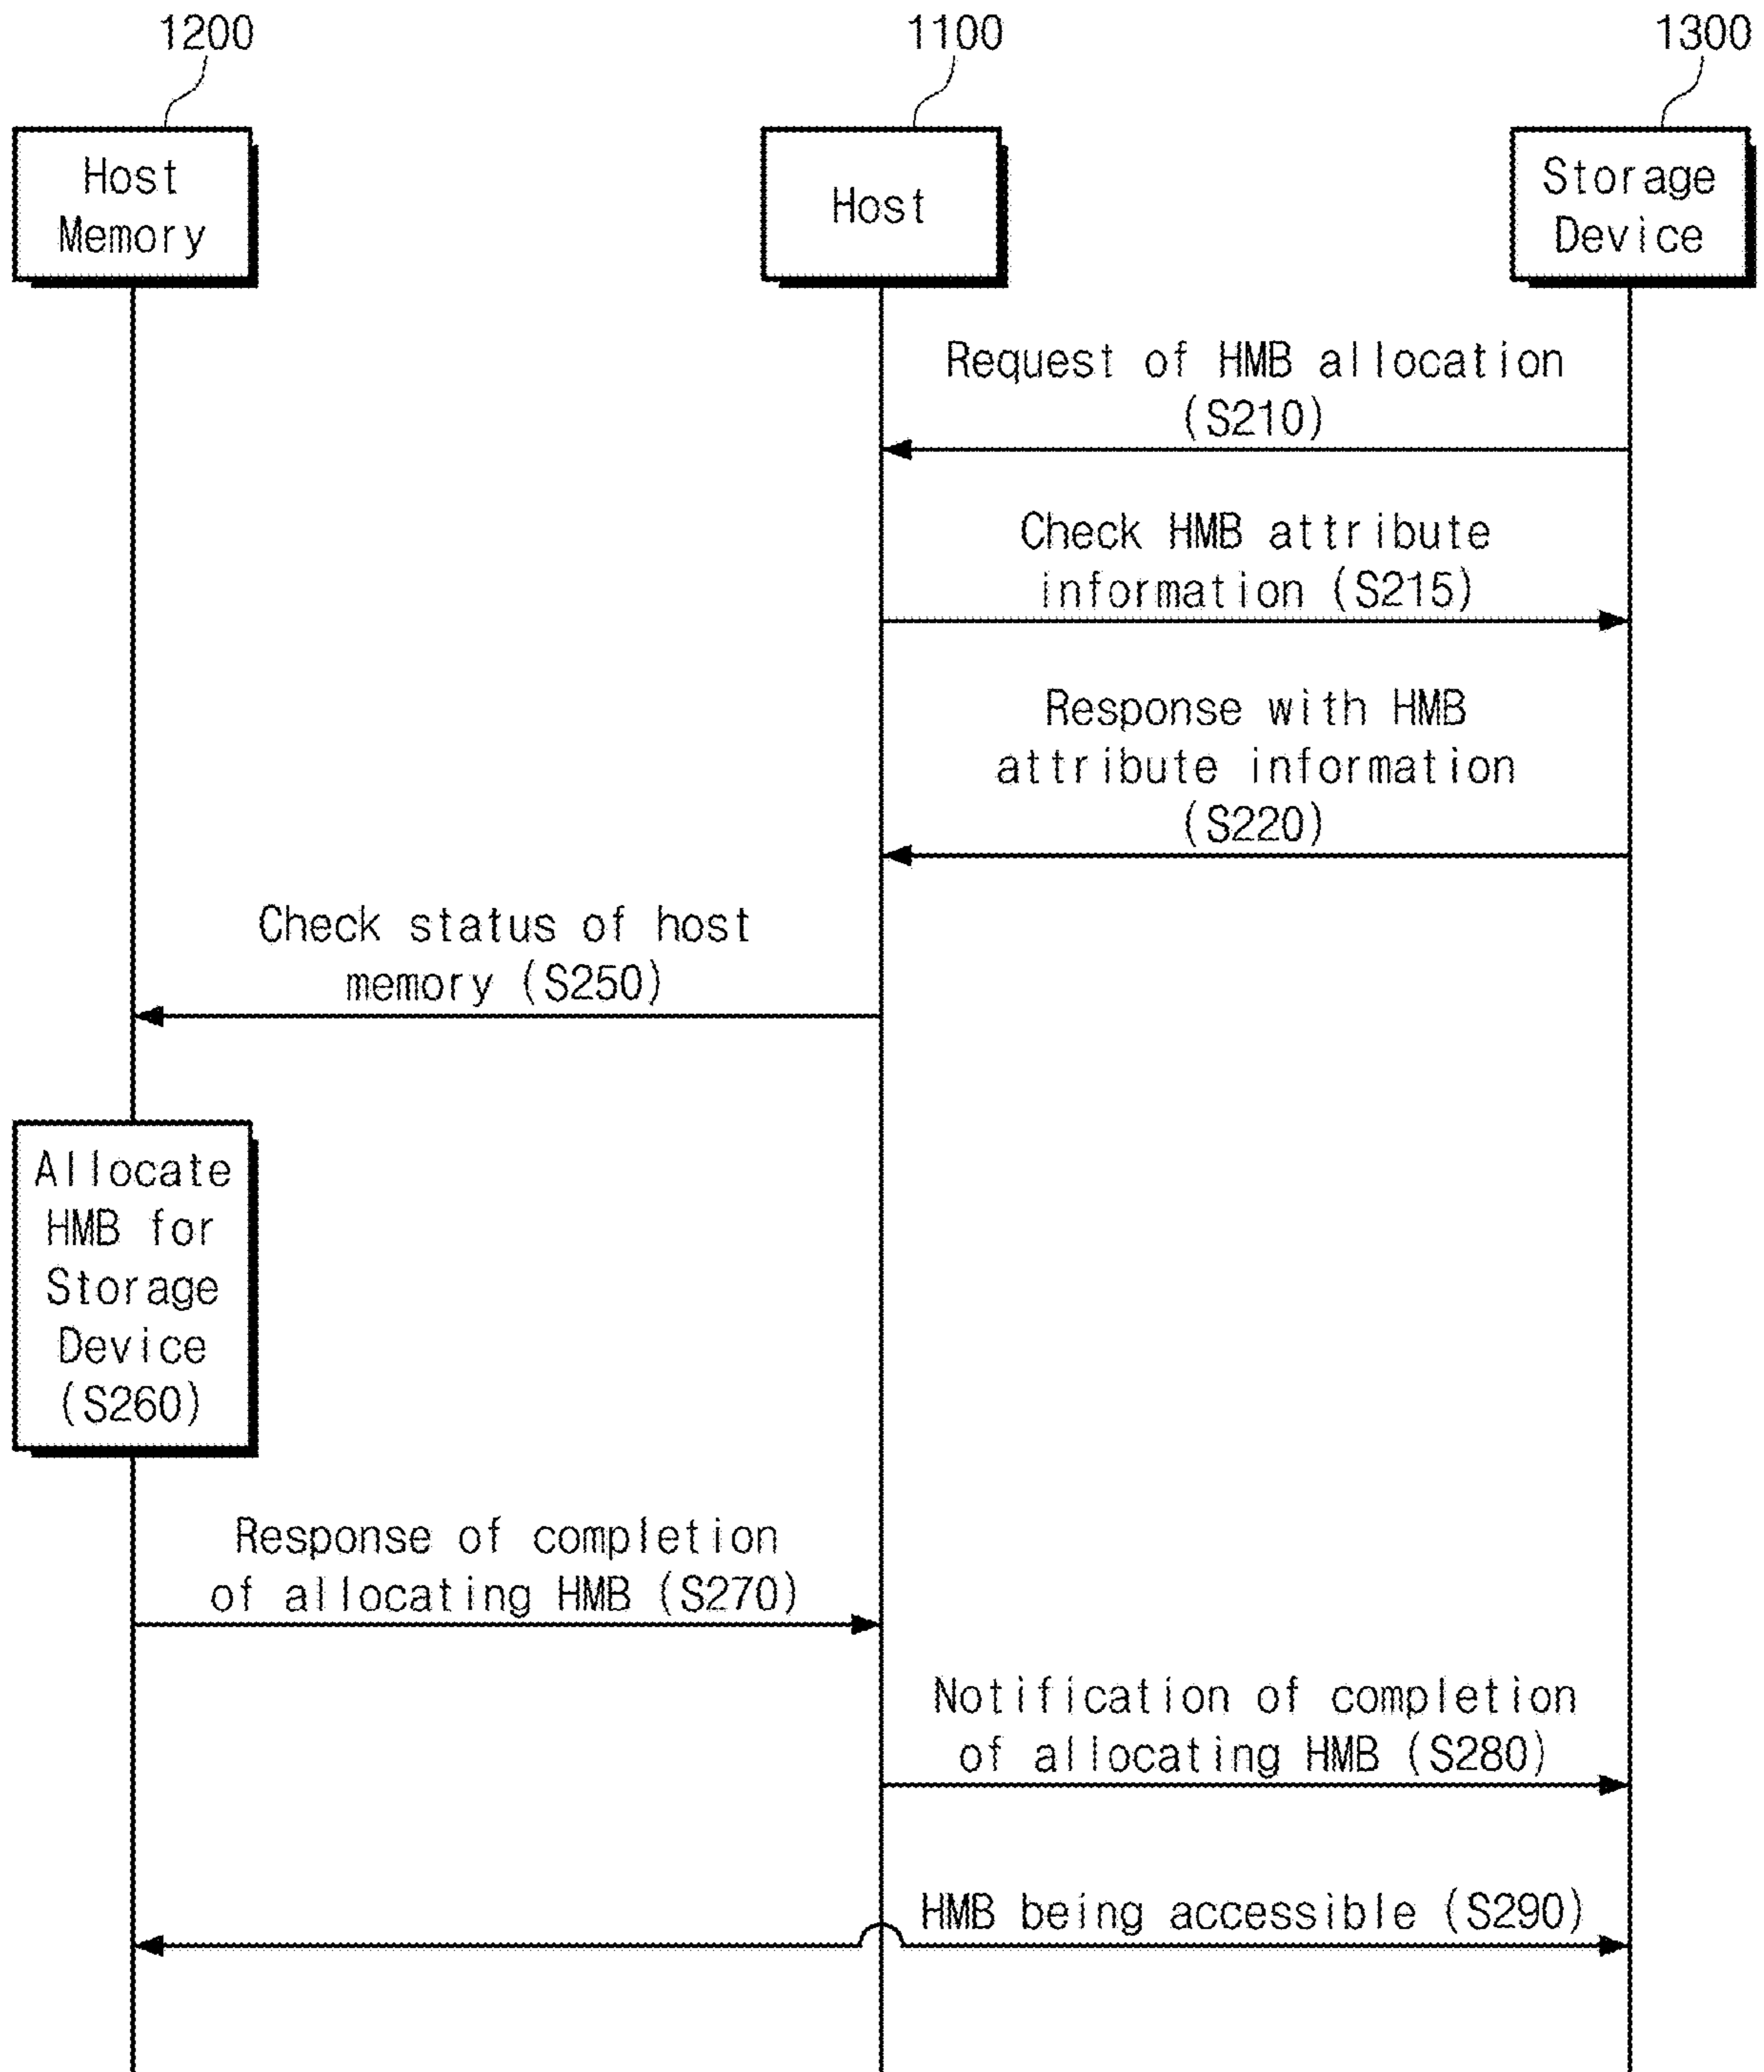 1200
1100
1300
Host
Memory
Host
Storage
Device
Request of HMB allocation
(S210)
Check HMB attribute
information (S215)
Response with HMB
attribute information
(S220)
Check status of host
memory (S250)
Allocate
HMB for
Storage
Device
(S260)
Response of completion
of allocating HMB (S270)
Notification of completion
of allocating HMB (S280)
HMB being accessible (S290)